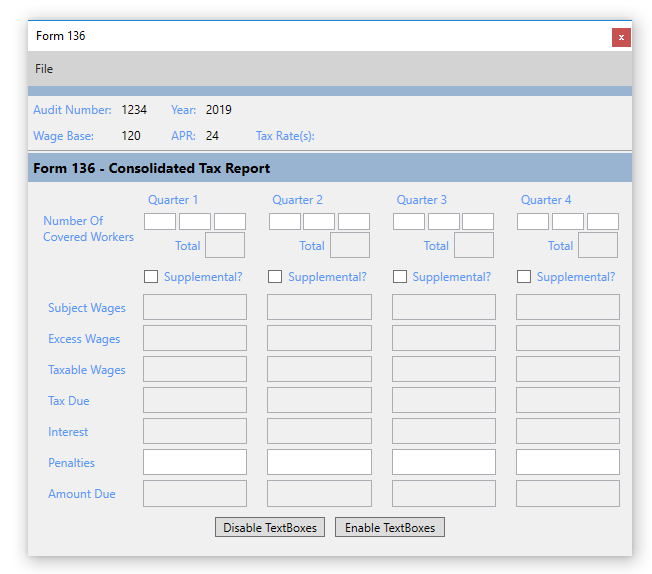 Form 136
x
File
Audit Number: 1234 Year: 2019
Wage Base: 120 APR: 24 Tax Rate(s):
Form 136 - Consolidated Tax Report
Quarter 1 Quarter 2 Quarter 3 Quarter 4
Number Of
Covered Workers
Total Total Total Total
Supplemental? Supplemental? Supplemental? Supplemental?
Subject Wages
Excess Wages
Taxable Wages
Tax Due
Interest
Penalties
Amount Due
Disable TextBoxes Enable TextBoxes